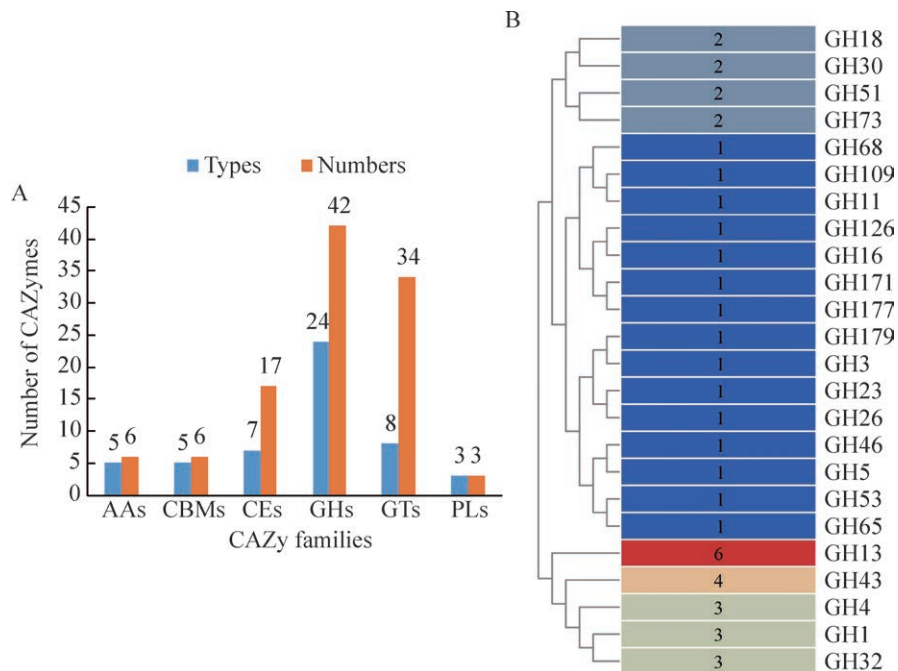 A
Types Numbers
Number of CAZymes
45
40
35
30
25
20
15
10
5
0
5 6
5 6
7 17
24 42
8 34
3 3
AAs CBMs CEs GHs GTs PLs
CAZy families
B
2 GH18
2 GH30
2 GH51
2 GH73
1 GH68
1 GH109
1 GH11
1 GH126
1 GH16
1 GH171
1 GH177
1 GH179
1 GH3
1 GH23
1 GH26
1 GH46
1 GH5
1 GH53
1 GH65
6 GH13
4 GH43
3 GH4
3 GH1
3 GH32